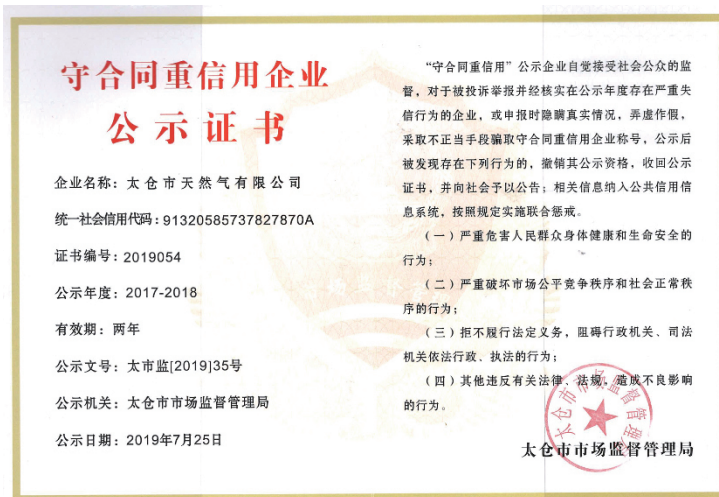 守合同重信用企业
公示证书
企业名称：太仓市天然气有限公司
统一社会信用代码：91320585737827870A
证书编号：2019054
公示年度：2017-2018
有效期：两年
公示文号：太市监[2019]35号
公示机关：太仓市市场监督管理局
公示日期：2019年7月25日
“守合同重信用”公示企业自觉接受社会公众的监
督，对于被投诉举报并经核实在公示年度存在严重失
信行为的企业，或申报时隐瞒真实情况，弄虚作假，
采取不正当手段骗取守合同重信用企业称号，公示后
被发现存在下列行为的，撤销其公示资格，收回公示
证书，并向社会予以公告；相关信息纳入公共信用信
息系统，按照规定实施联合惩戒。
（一）严重危害人民群众身体健康和生命安全的
行为；
（二）严重破坏市场公平竞争秩序和社会正常秩
序的行为；
（三）拒不履行法定义务，阻碍行政机关、司法
机关依法行政、执法的行为；
（四）其他违反有关法律、法规，造成不良影响
的行为。
太仓市市场监督管理局
太仓市市场监督管理局